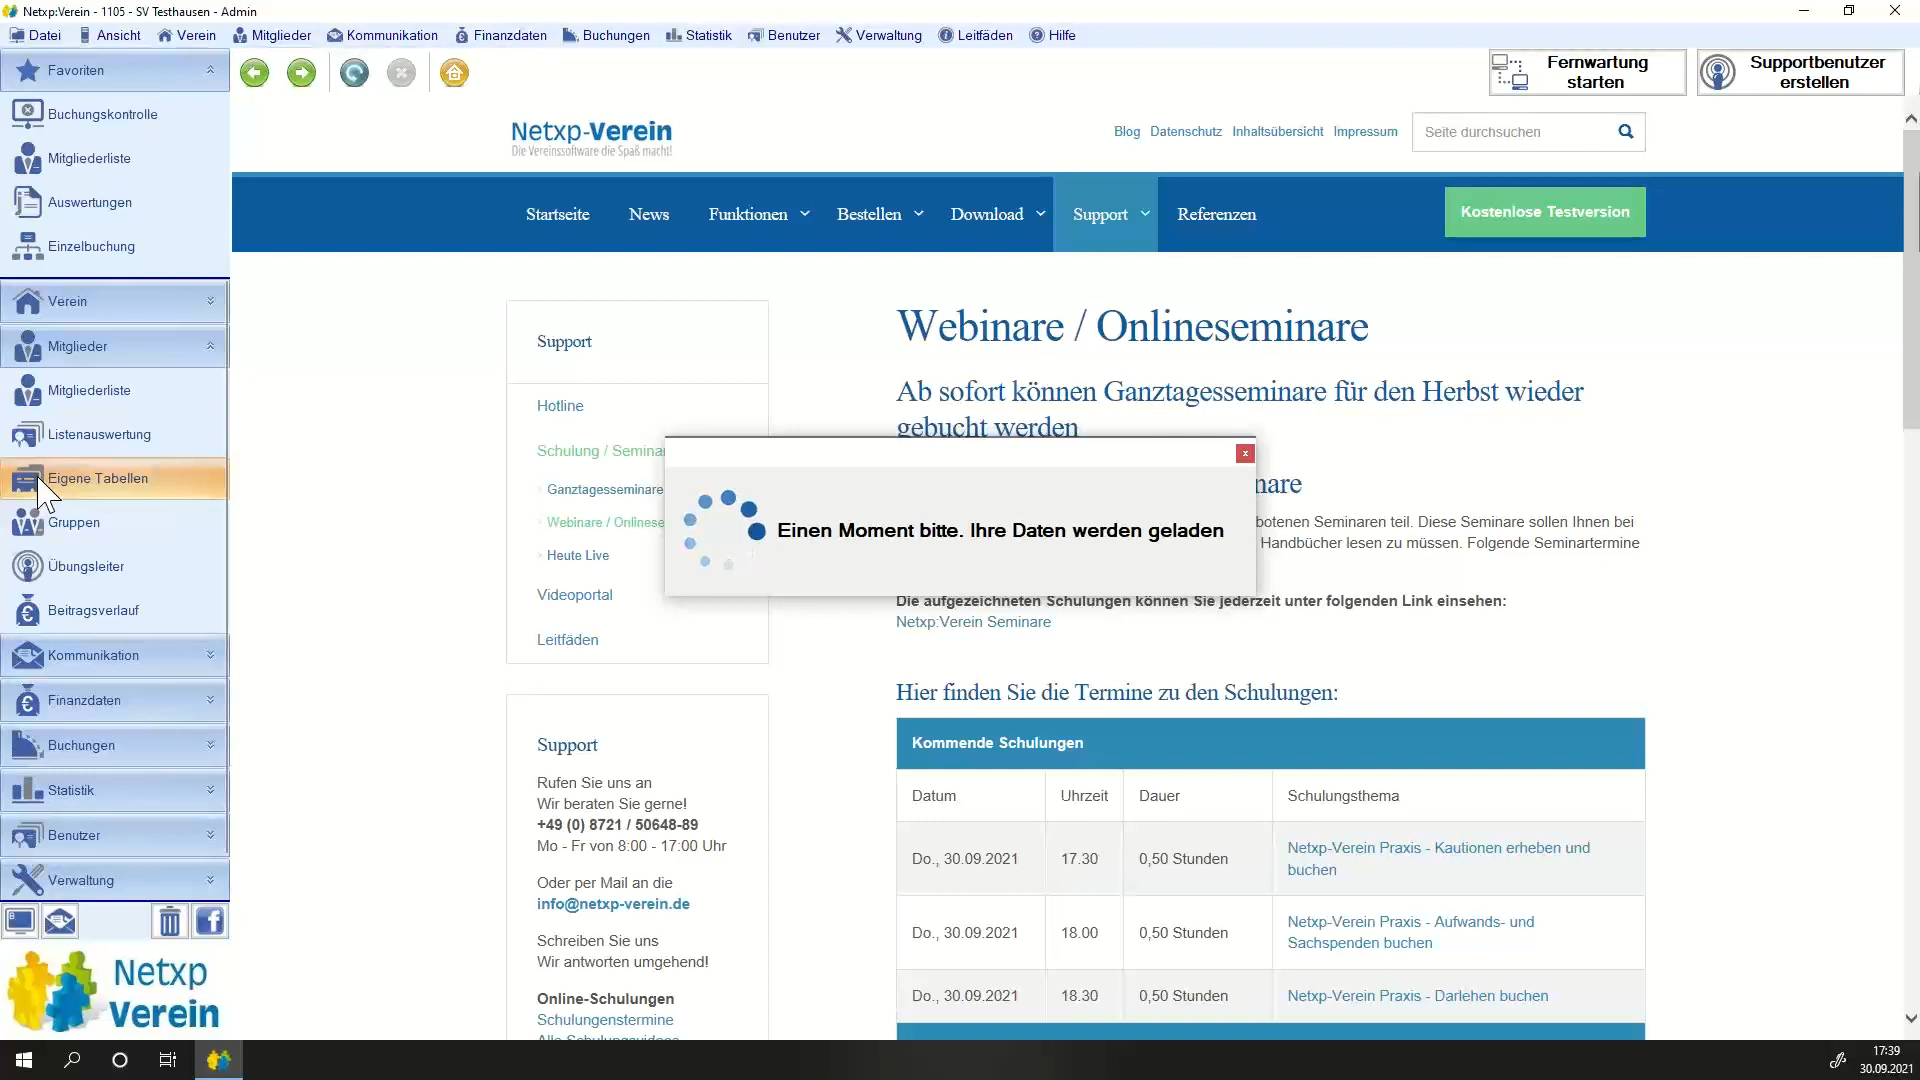 Netxp:Verein - 1105 - SV Testhausen - Admin
Datei Ansicht Verein Mitglieder Kommunikation Finanzdaten Buchungen Statistik Benutzer Verwaltung Leitfäden Hilfe
Favoriten
Buchungskontrolle
Mitgliederliste
Auswertungen
Einzelbuchung
Verein
Mitglieder
Mitgliederliste
Listenauswertung
Eigene Tabellen
Gruppen
Übungsleiter
Beitragsverlauf
Kommunikation
Finanzdaten
Buchungen
Statistik
Benutzer
Verwaltung
Netxp
Verein
Fernwartung
starten
Supportbenutzer
erstellen
Netxp-Verein
Die Vereinssoftware die Spaß macht!
Blog Datenschutz Inhaltsübersicht Impressum
Seite durchsuchen
Startseite News Funktionen Bestellen Download Support Referenzen
Kostenlose Testversion
Support
Hotline
Schulung / Semina
Ganztagesseminare
Webinare / Onlinese
Heute Live
Videoportal
Leitfäden
Support
Rufen Sie uns an
Wir beraten Sie gerne!
+49 (0) 8721 / 50648-89
Mo - Fr von 8:00 - 17:00 Uhr
Oder per Mail an die
info@netxp-verein.de
Schreiben Sie uns
Wir antworten umgehend!
Online-Schulungen
Schulungenstermine
Webinare / Onlineseminare
Ab sofort können Ganztagesseminare für den Herbst wieder
gebucht werden
nare
botenen Seminaren teil. Diese Seminare sollen Ihnen bei
Handbücher lesen zu müssen. Folgende Seminartermine
Einen Moment bitte. Ihre Daten werden geladen
Die aufgezeichneten Schulungen können Sie jederzeit unter folgenden Link einsehen:
Netxp:Verein Seminare
Hier finden Sie die Termine zu den Schulungen:
Kommende Schulungen
Datum Uhrzeit Dauer Schulungsthema
Do., 30.09.2021 17.30 0,50 Stunden Netxp-Verein Praxis - Kautionen erheben und
buchen
Do., 30.09.2021 18.00 0,50 Stunden Netxp-Verein Praxis - Aufwands- und
Sachspenden buchen
Do., 30.09.2021 18.30 0,50 Stunden Netxp-Verein Praxis - Darlehen buchen
17:39
30.09.2021